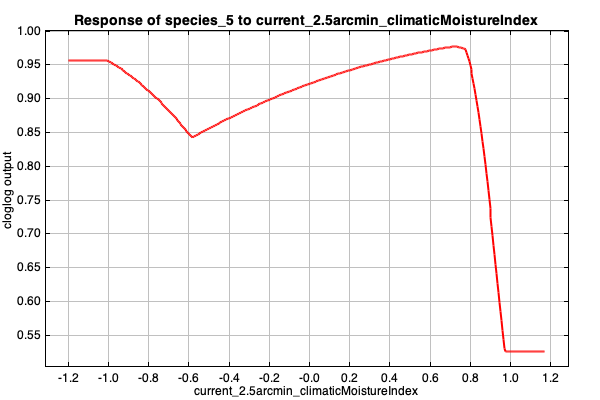 Response of species_5 to current_2.5arcmin_climaticMoistureIndex
1.00
0.95
0.90
0.85
0.80
0.75
0.70
0.65
0.60
0.55
cloglog output
-1.2 -1.0 -0.8 -0.6 -0.4 -0.2 -0.0 0.2 0.4 0.6 0.8 1.0 1.2
current_2.5arcmin_climaticMoistureIndex